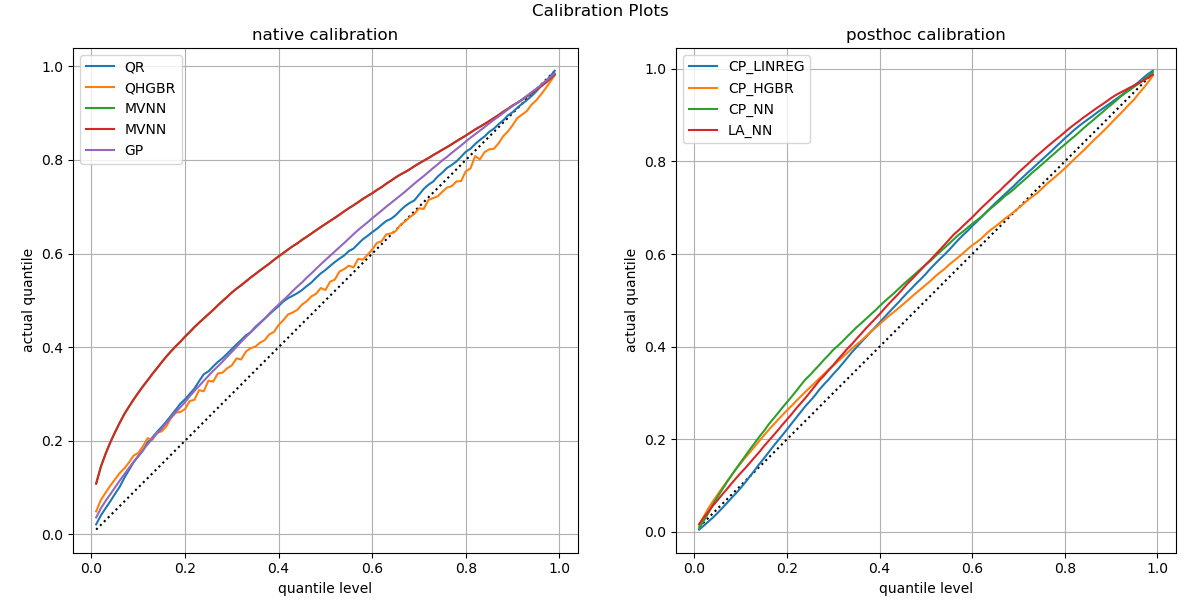 Calibration Plots
native calibration
QR
QHGBR
MVNN
MVNN
GP
1.0
0.8
0.6
0.4
0.2
0.0
actual quantile
0.0 0.2 0.4 0.6 0.8 1.0
quantile level
posthoc calibration
CP_LINREG
CP_HGBR
CP_NN
LA_NN
1.0
0.8
0.6
0.4
0.2
0.0
actual quantile
0.0 0.2 0.4 0.6 0.8 1.0
quantile level